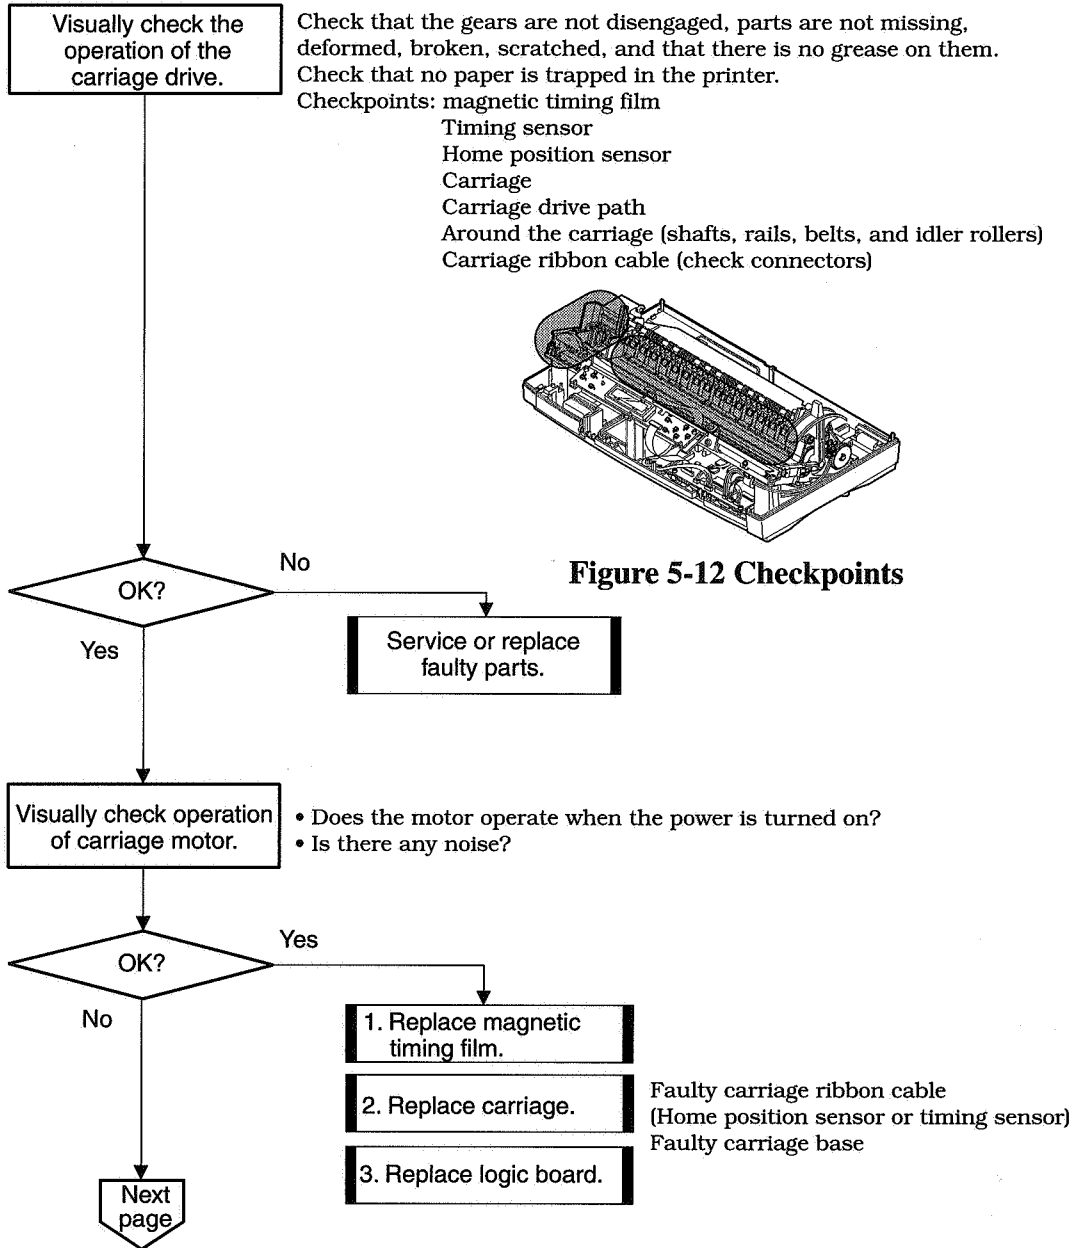 Visually check the
operation of the
carriage drive.
Check that the gears are not disengaged, parts are not missing,
deformed, broken, scratched, and that there is no grease on them.
Check that no paper is trapped in the printer.
Checkpoints: magnetic timing film
Timing sensor
Home position sensor
Carriage
Carriage drive path
Around the carriage (shafts, rails, belts, and idler rollers)
Carriage ribbon cable (check connectors)
Figure 5-12 Checkpoints
OK?
No
Service or replace
faulty parts.
Yes
Visually check operation
of carriage motor.
• Does the motor operate when the power is turned on?
• Is there any noise?
OK?
Yes
No
1. Replace magnetic
timing film.
2. Replace carriage.
Faulty carriage ribbon cable
(Home position sensor or timing sensor)
Faulty carriage base
3. Replace logic board.
Next
page